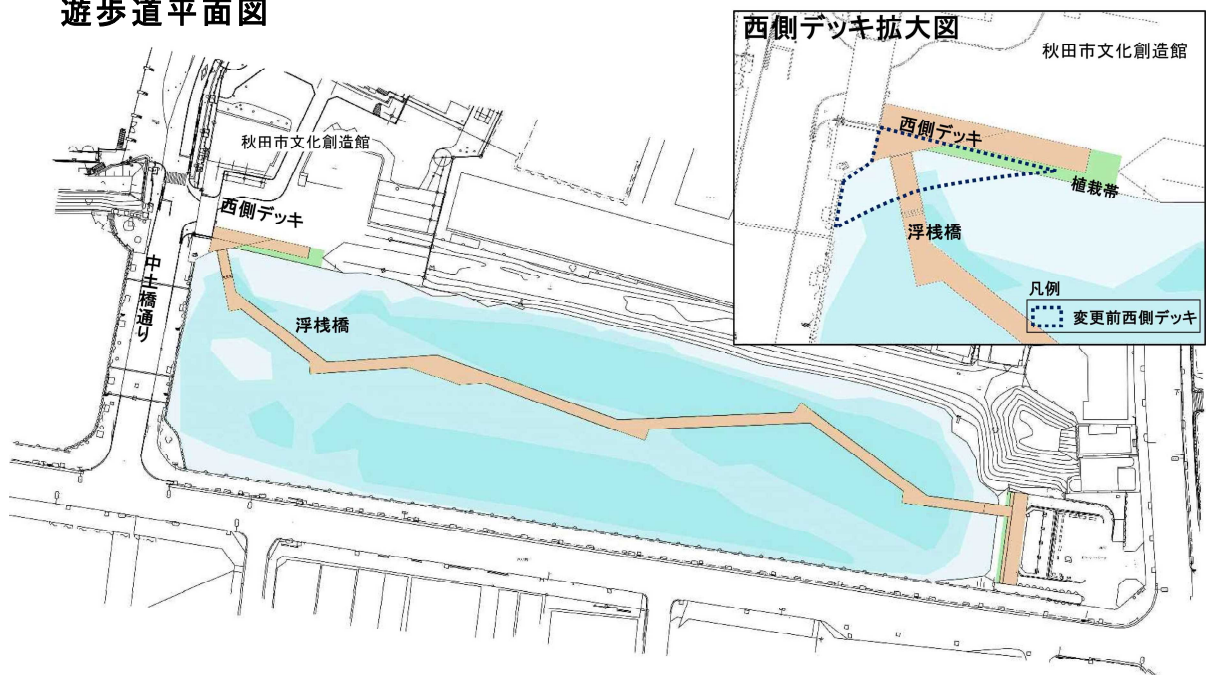 遊歩道平面図
西側デッキ拡大図
秋田市文化創造館
西側デッキ
植栽帯
浮桟橋
凡例
変更前西側デッキ
秋田市文化創造館
西側デッキ
中土橋通り
浮桟橋